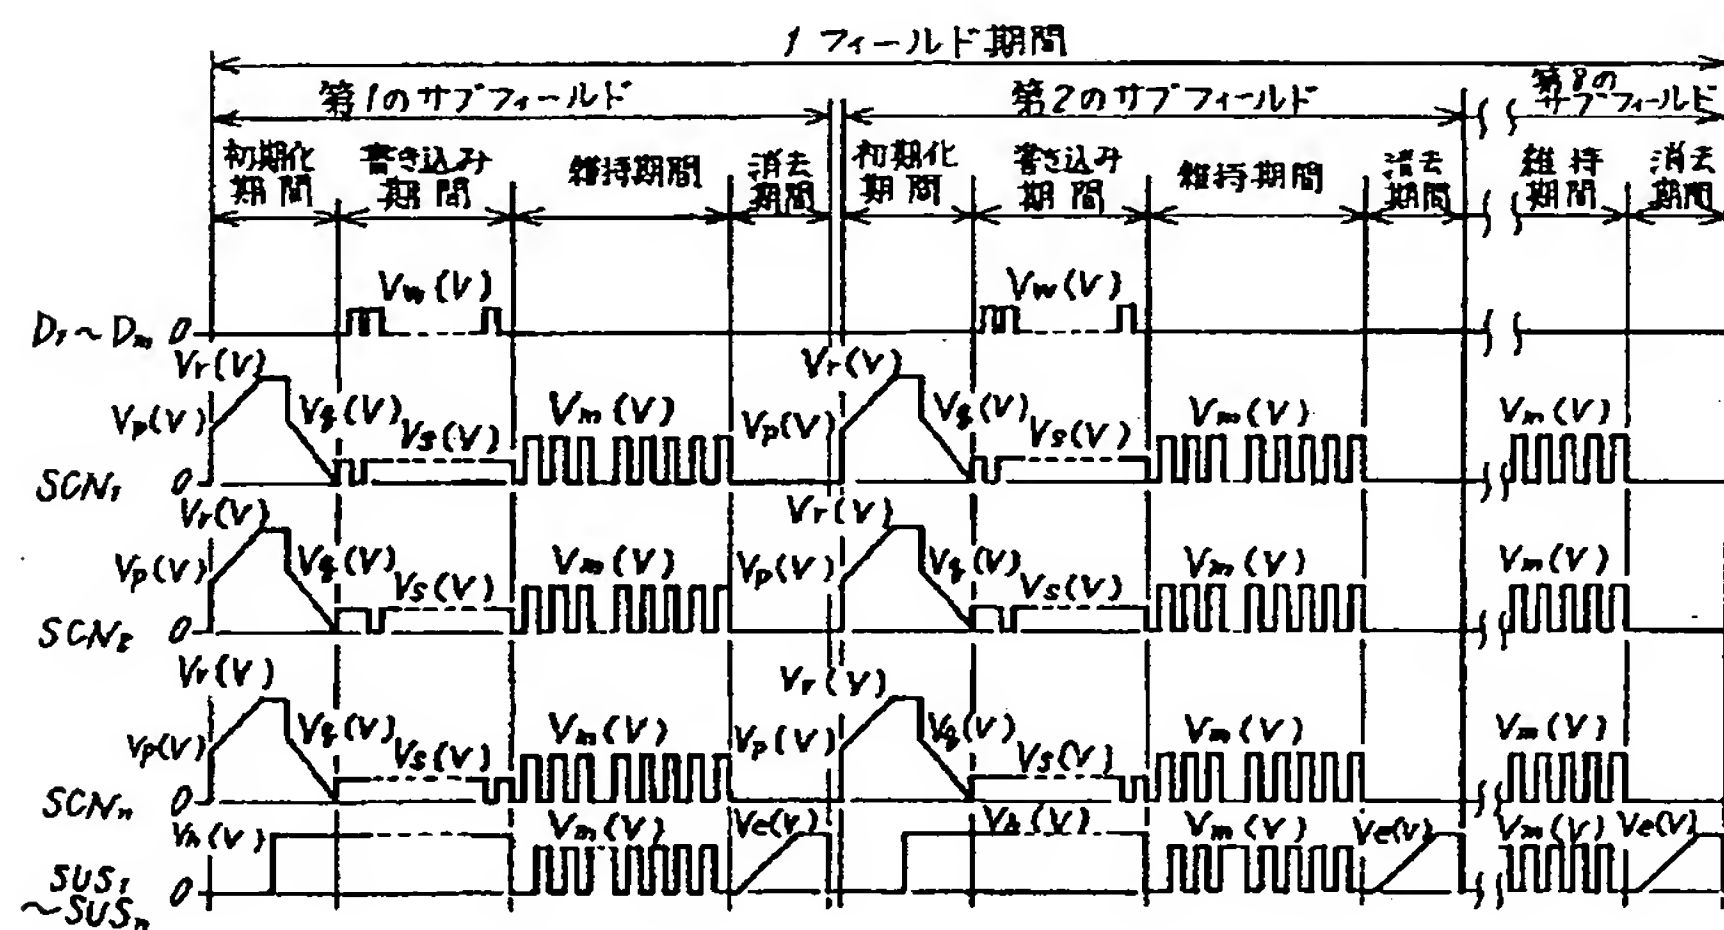 1 フィールド期間
第1のサブフィールド
第2のサブフィールド
第8の
サブフィールド
初期化
期間
書き込み
期間
維持期間
消去
期間
初期化
期間
書き込み
期間
維持期間
消去
期間
維持
期間
消去
期間
Vw(V)
Vw(V)
D1~Dm 0
Vr(V)
Vr(V)
Vp(V)
Vq(V)
Vs(V)
Vm(V)
Vp(V)
Vq(V)
Vs(V)
Vm(V)
Vm(V)
SCN1 0
Vr(V)
Vr(V)
Vp(V)
Vq(V)
Vs(V)
Vm(V)
Vp(V)
Vq(V)
Vs(V)
Vm(V)
Vm(V)
SCN2 0
Vr(V)
Vr(V)
Vp(V)
Vq(V)
Vs(V)
Vm(V)
Vp(V)
Vq(V)
Vs(V)
Vm(V)
Vm(V)
SCNn 0
Vh(V)
Vm(V)
Ve(V)
Vh(V)
Vm(V)
Ve(V)
Vm(V)
Ve(V)
SUS1 0
~SUSn